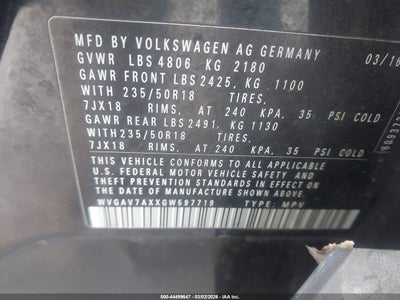 MFD BY VOLKSWAGEN AG GERMANY
03/16
GVWR LBS 4806 KG 2180
GAWR FRONT LBS 2425, KG 1100
WITH 235/50R18 TIRES,
7JX18 RIMS, AT 240 KPA, 35 PSI COLD
GAWR REAR LBS 2491, KG 1130
WITH 235/50R18 TIRES,
7JX18 RIMS, AT 240 KPA, 35 PSI COLD
THIS VEHICLE CONFORMS TO ALL APPLICABLE
U.S. FEDERAL MOTOR VEHICLE SAFETY AND
THEFT PREVENTION STANDARDS IN EFFECT ON
DATE OF MANUFACTURE SHOWN ABOVE.
WVGAV7AXXGW597719 TYPE: MPV
000-44499647 - 03/02/2026 - IAA Holdings, LLC